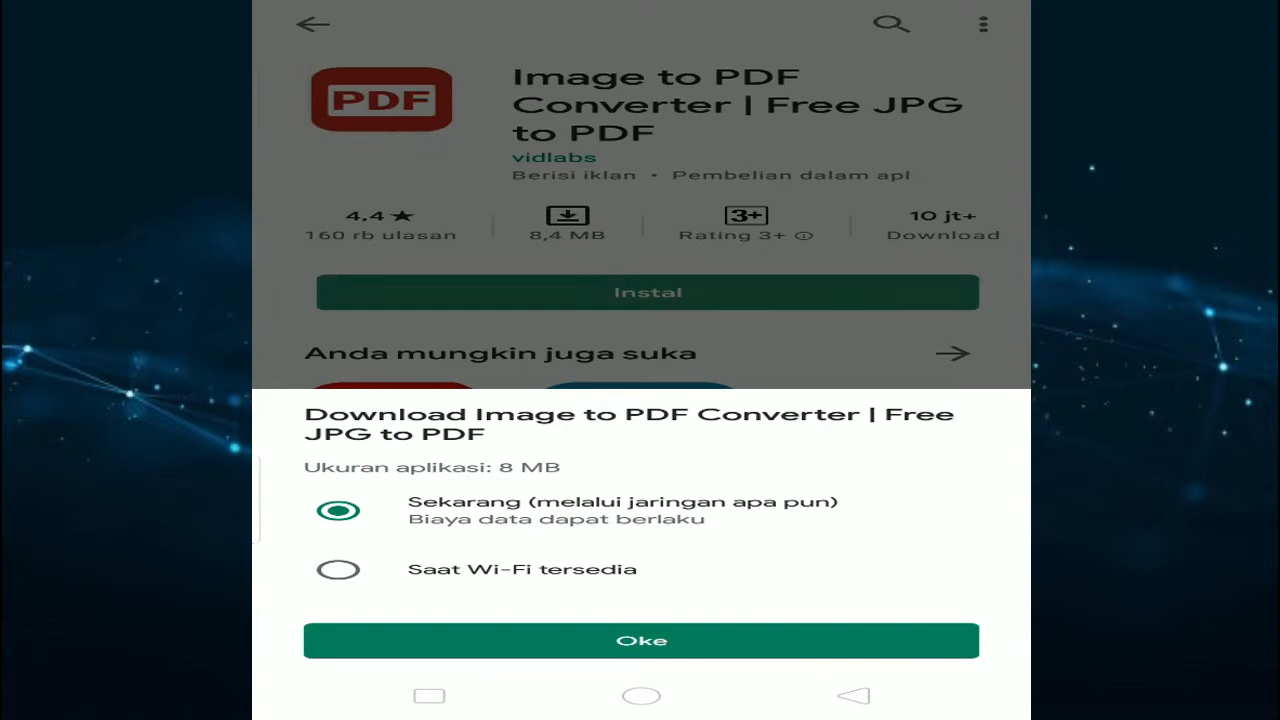 PDF
Image to PDF
Converter | Free JPG
to PDF
vidlabs
Berisi iklan • Pembelian dalam apl
4,4 ★
160 rb ulasan
8,4 MB
3+
Rating 3+
10 jt+
Download
Instal
Anda mungkin juga suka
Download Image to PDF Converter | Free
JPG to PDF
Ukuran aplikasi: 8 MB
Sekarang (melalui jaringan apa pun)
Biaya data dapat berlaku
Saat Wi-Fi tersedia
Oke